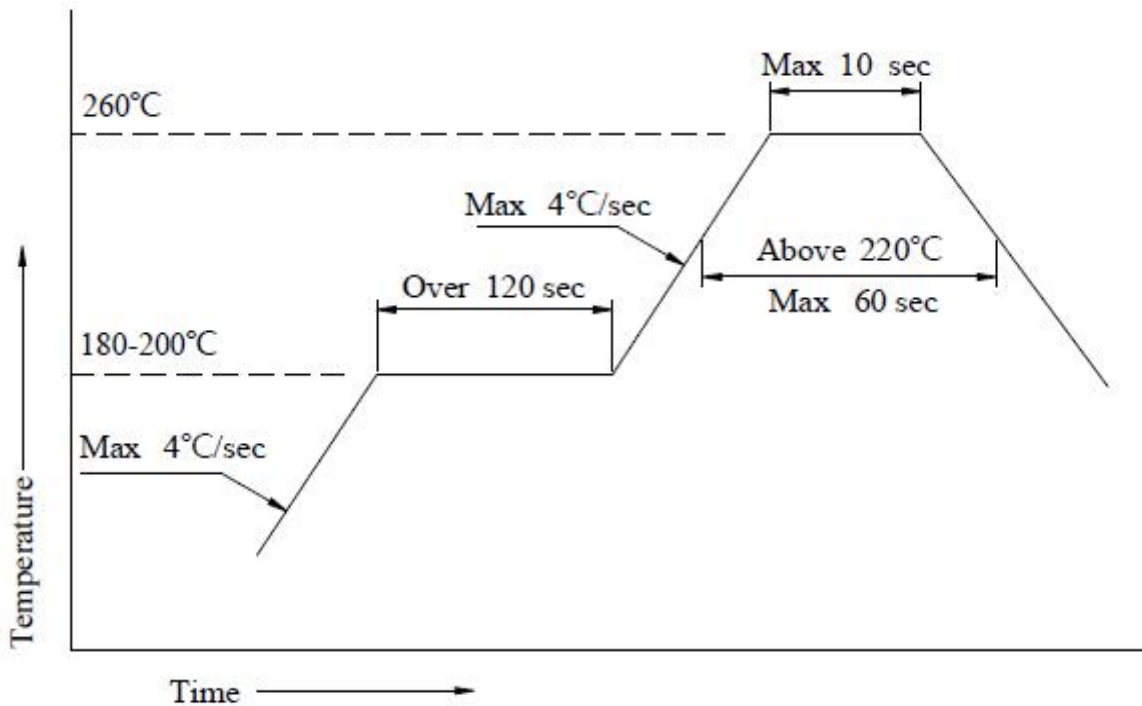 Max 10 sec
260℃
Max 4℃/sec
Above 220℃
Max 60 sec
Over 120 sec
180-200℃
Max 4℃/sec
Temperature
Time